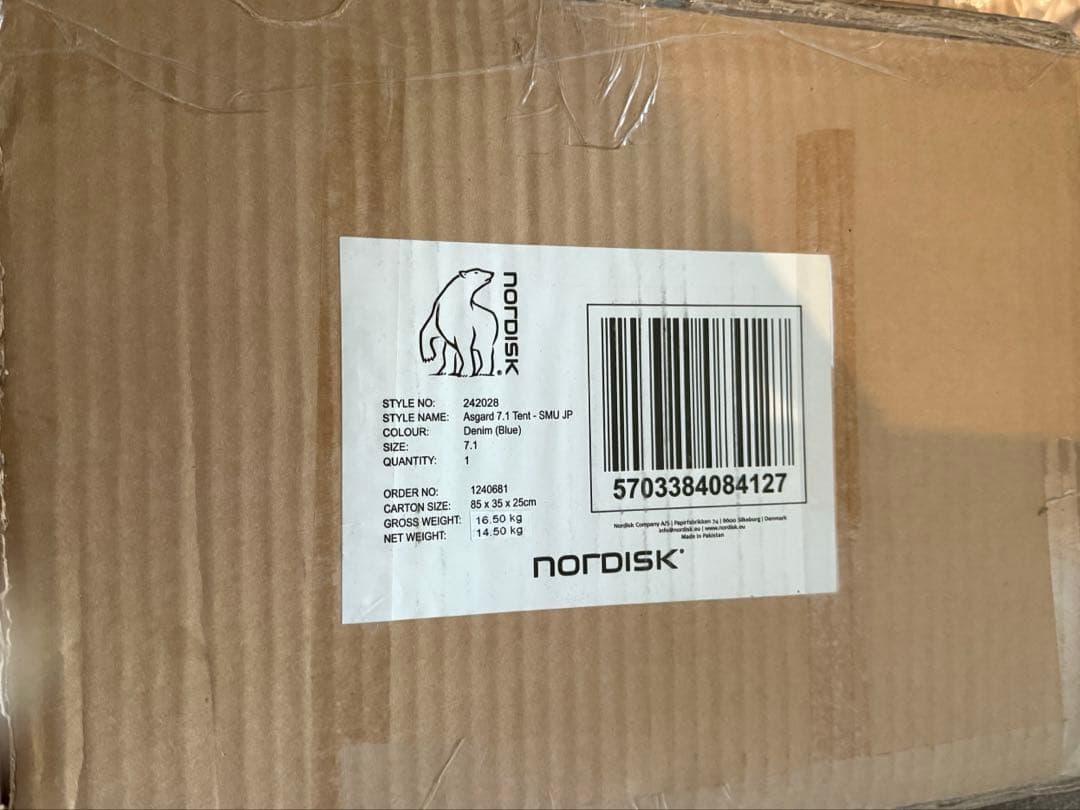 NORDISK
STYLE NO: 242028
STYLE NAME: Asgard 7.1 Tent - SMU JP
COLOUR: Denim (Blue)
SIZE: 7.1
QUANTITY: 1
ORDER NO: 1240681
CARTON SIZE: 85 x 35 x 25cm
GROSS WEIGHT: 16.50 kg
NET WEIGHT: 14.50 kg
5703384084127
Nordisk Company A/S | Papirfabrikken 74 | 8600 Silkeborg | Denmark
info@nordisk.eu | www.nordisk.eu
Made in Pakistan
NORDISK